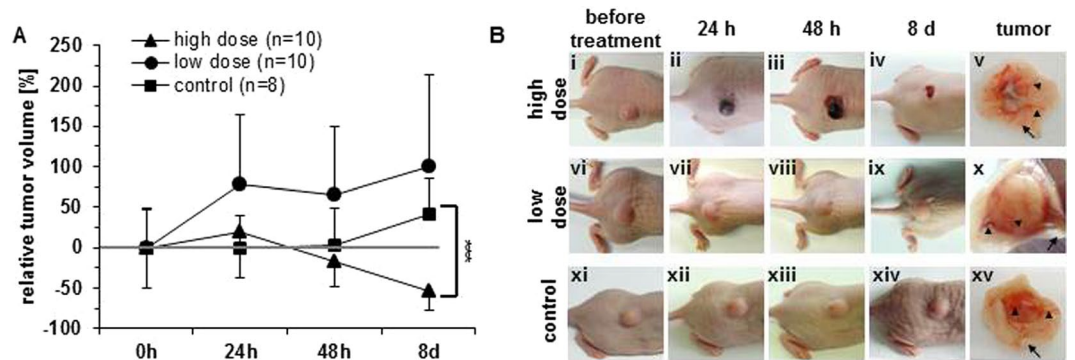 A
relative tumor volume [%]
250
200
150
100
50
0
-50
-100
high dose (n=10)
low dose (n=10)
control (n=8)
***
0h
24h
48h
8d
B
before treatment
24 h
48 h
8 d
tumor
high dose
i
ii
iii
iv
v
low dose
vi
vii
viii
ix
x
control
xi
xii
xiii
xiv
xv